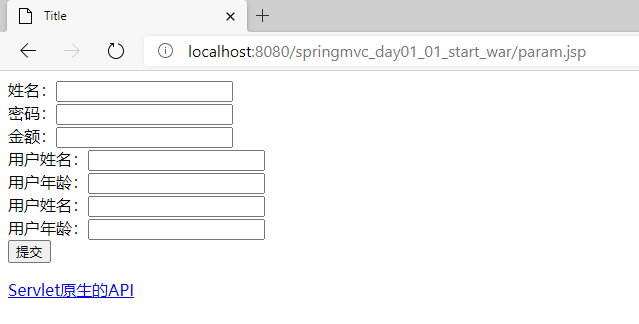 Title
localhost:8080/springmvc_day01_01_start_war/param.jsp
姓名：
密码：
金额：
用户姓名：
用户年龄：
用户姓名：
用户年龄：
提交
Servlet原生的API